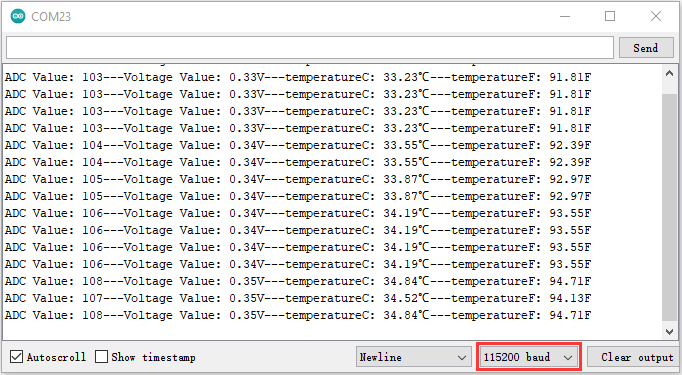 COM23
Send
ADC Value: 103---Voltage Value: 0.33V---temperatureC: 33.23℃---temperatureF: 91.81F
ADC Value: 103---Voltage Value: 0.33V---temperatureC: 33.23℃---temperatureF: 91.81F
ADC Value: 103---Voltage Value: 0.33V---temperatureC: 33.23℃---temperatureF: 91.81F
ADC Value: 103---Voltage Value: 0.33V---temperatureC: 33.23℃---temperatureF: 91.81F
ADC Value: 104---Voltage Value: 0.34V---temperatureC: 33.55℃---temperatureF: 92.39F
ADC Value: 104---Voltage Value: 0.34V---temperatureC: 33.55℃---temperatureF: 92.39F
ADC Value: 105---Voltage Value: 0.34V---temperatureC: 33.87℃---temperatureF: 92.97F
ADC Value: 105---Voltage Value: 0.34V---temperatureC: 33.87℃---temperatureF: 92.97F
ADC Value: 106---Voltage Value: 0.34V---temperatureC: 34.19℃---temperatureF: 93.55F
ADC Value: 106---Voltage Value: 0.34V---temperatureC: 34.19℃---temperatureF: 93.55F
ADC Value: 106---Voltage Value: 0.34V---temperatureC: 34.19℃---temperatureF: 93.55F
ADC Value: 106---Voltage Value: 0.34V---temperatureC: 34.19℃---temperatureF: 93.55F
ADC Value: 108---Voltage Value: 0.35V---temperatureC: 34.84℃---temperatureF: 94.71F
ADC Value: 107---Voltage Value: 0.35V---temperatureC: 34.52℃---temperatureF: 94.13F
ADC Value: 108---Voltage Value: 0.35V---temperatureC: 34.84℃---temperatureF: 94.71F
Autoscroll Show timestamp Newline 115200 baud Clear output